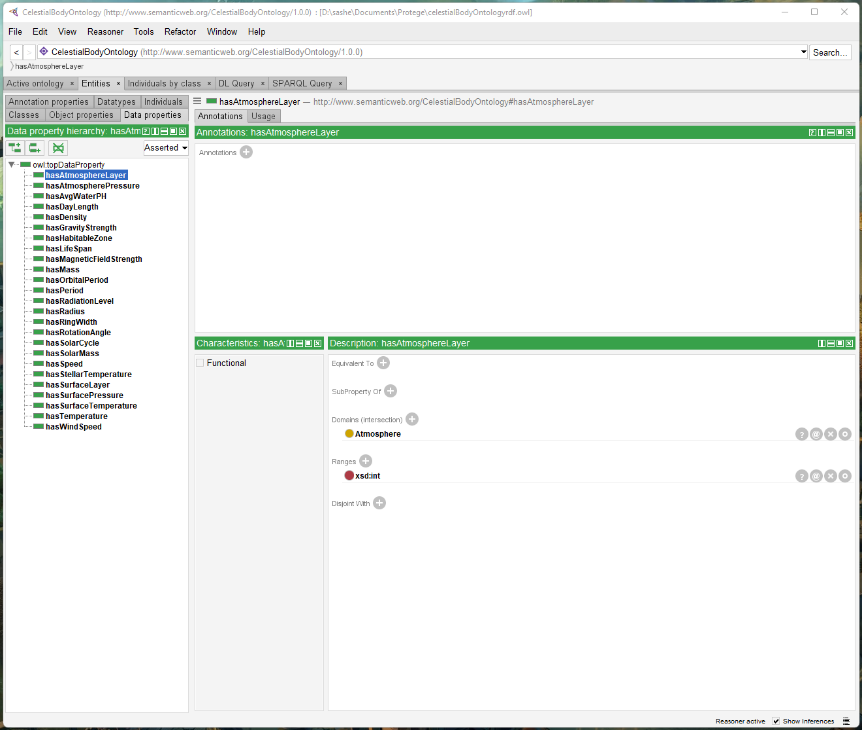 CelestialBodyOntology (http://www.semanticweb.org/CelestialBodyOntology/1.0.0) : [D:\sashe\Documents\Protege\celestialBodyOntologyrdf.owl]
File Edit View Reasoner Tools Refactor Window Help
< > CelestialBodyOntology (http://www.semanticweb.org/CelestialBodyOntology/1.0.0) Search...
hasAtmosphereLayer
Active ontology × Entities × Individuals by class × DL Query × SPARQL Query ×
Annotation properties Datatypes Individuals
Classes Object properties Data properties
Data property hierarchy: hasAtm
Asserted
owl:topDataProperty
hasAtmosphereLayer
hasAtmospherePressure
hasAvgWaterPH
hasDayLength
hasDensity
hasGravityStrength
hasHabitableZone
hasLifeSpan
hasMagneticFieldStrength
hasMass
hasOrbitalPeriod
hasPeriod
hasRadiationLevel
hasRadius
hasRingWidth
hasRotationAngle
hasSolarCycle
hasSolarMass
hasSpeed
hasStellarTemperature
hasSurfaceLayer
hasSurfacePressure
hasSurfaceTemperature
hasTemperature
hasWindSpeed
hasAtmosphereLayer — http://www.semanticweb.org/CelestialBodyOntology#hasAtmosphereLayer
Annotations Usage
Annotations: hasAtmosphereLayer
Annotations
Characteristics: hasA
Functional
Description: hasAtmosphereLayer
Equivalent To
SubProperty Of
Domains (intersection)
Atmosphere
Ranges
xsd:int
Disjoint With
Reasoner active Show Inferences